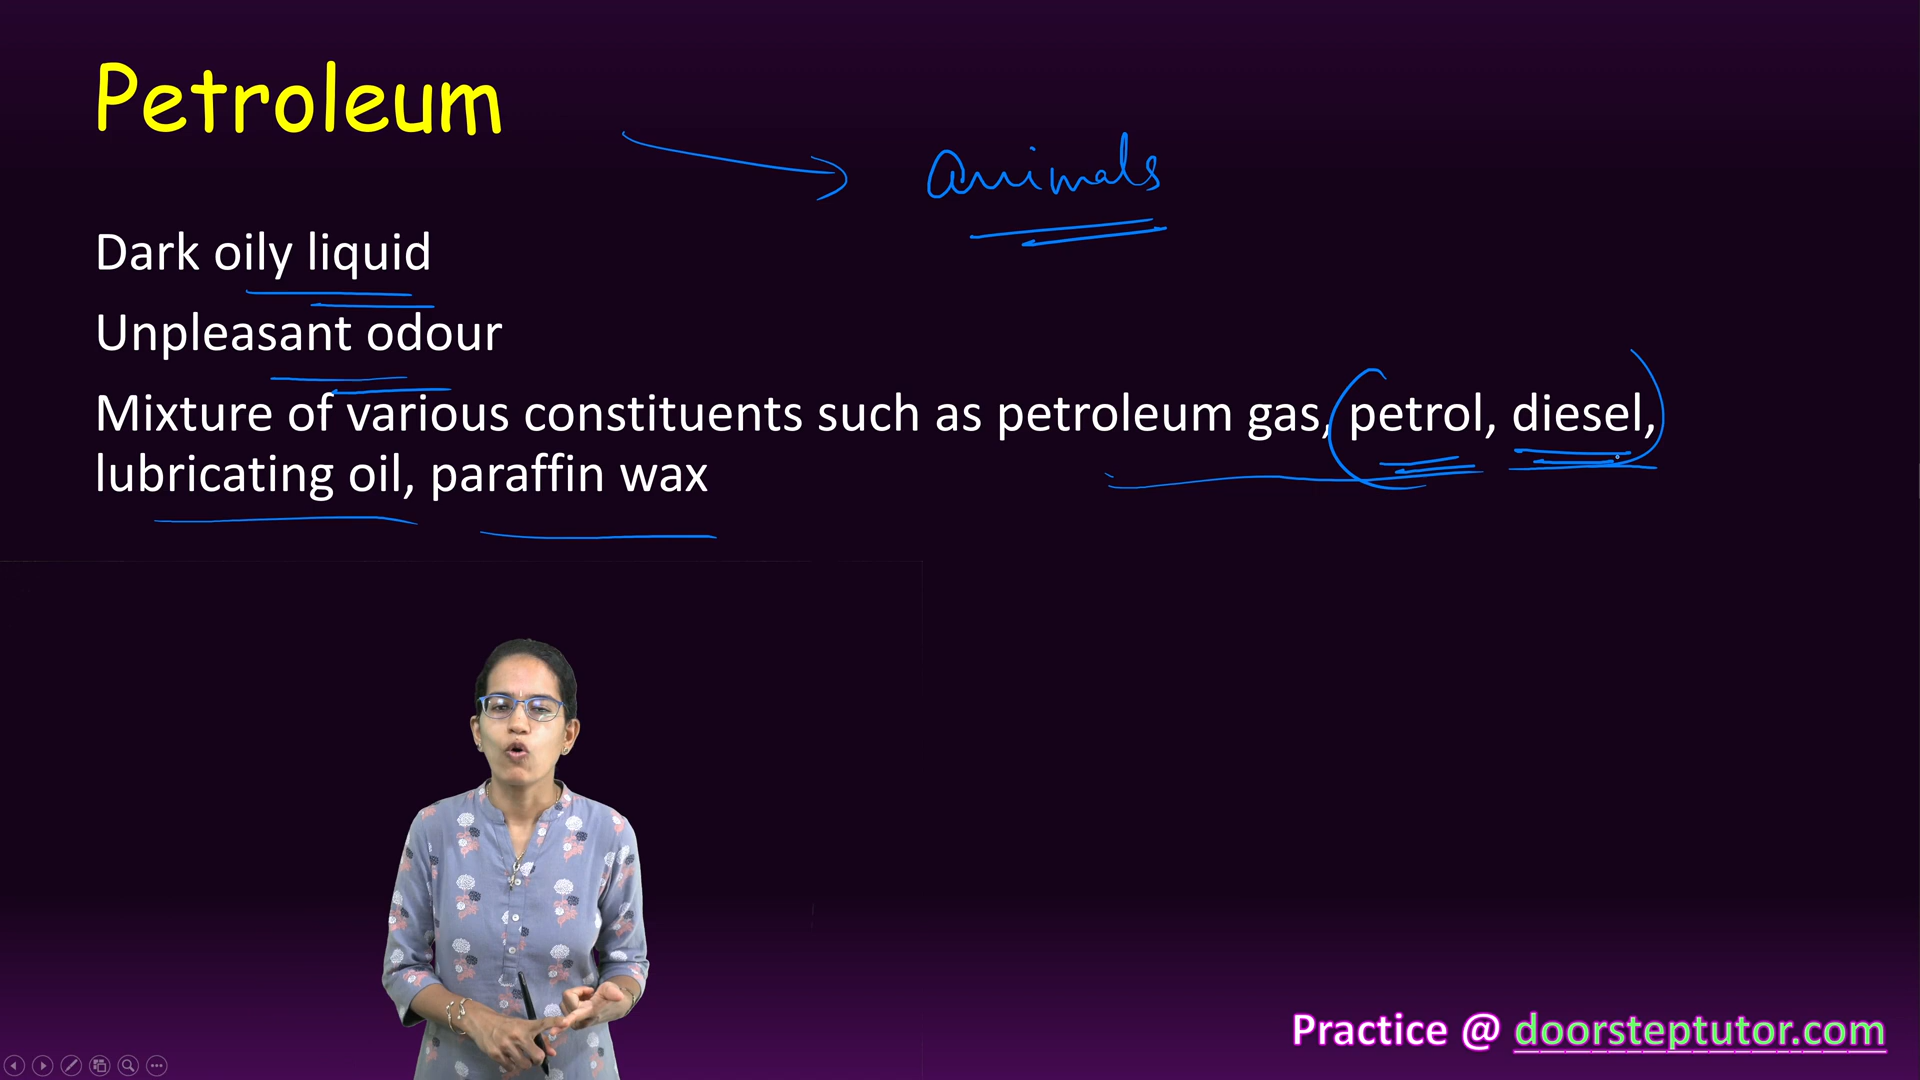 Petroleum
animals
Dark oily liquid
Unpleasant odour
Mixture of various constituents such as petroleum gas, petrol, diesel,
lubricating oil, paraffin wax
Practice @ doorsteptutor.com